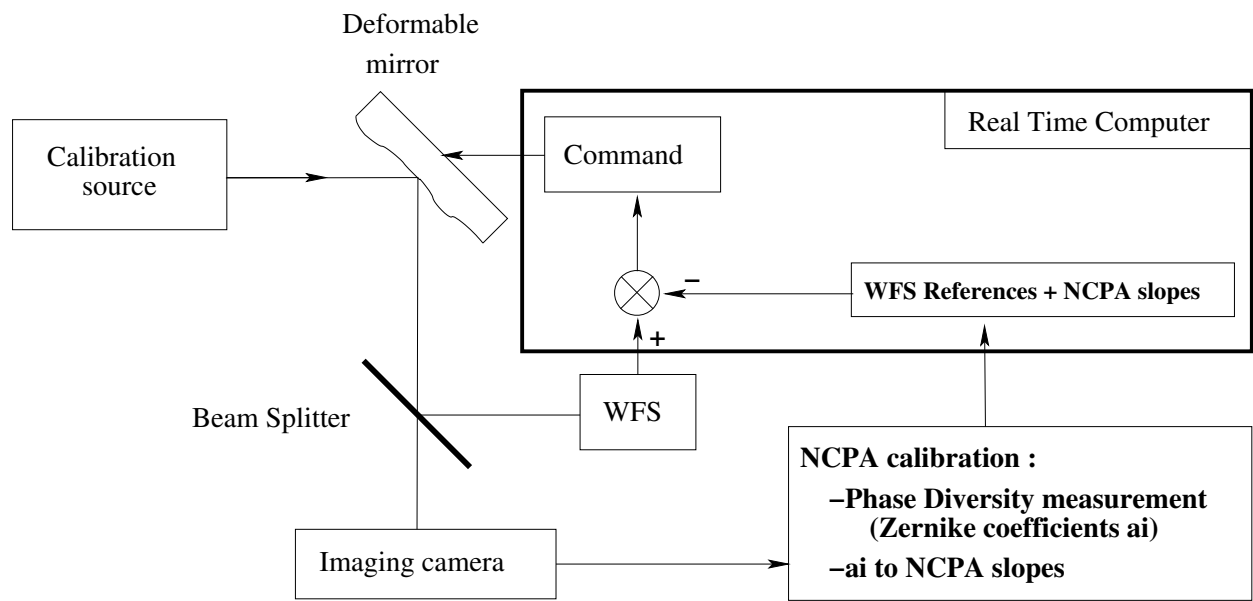 Deformable
mirror
Calibration
source
Command
Real Time Computer
−
WFS References + NCPA slopes
+
WFS
Beam Splitter
NCPA calibration :
−Phase Diversity measurement
(Zernike coefficients ai)
−ai to NCPA slopes
Imaging camera